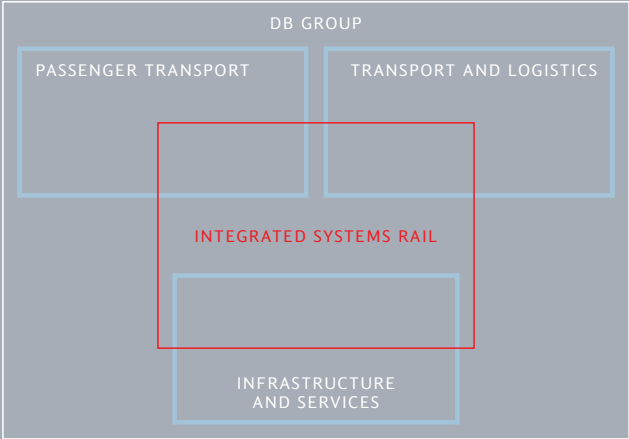 DB GROUP
PASSENGER TRANSPORT
TRANSPORT AND LOGISTICS
INTEGRATED SYSTEMS RAIL
INFRASTRUCTURE
AND SERVICES